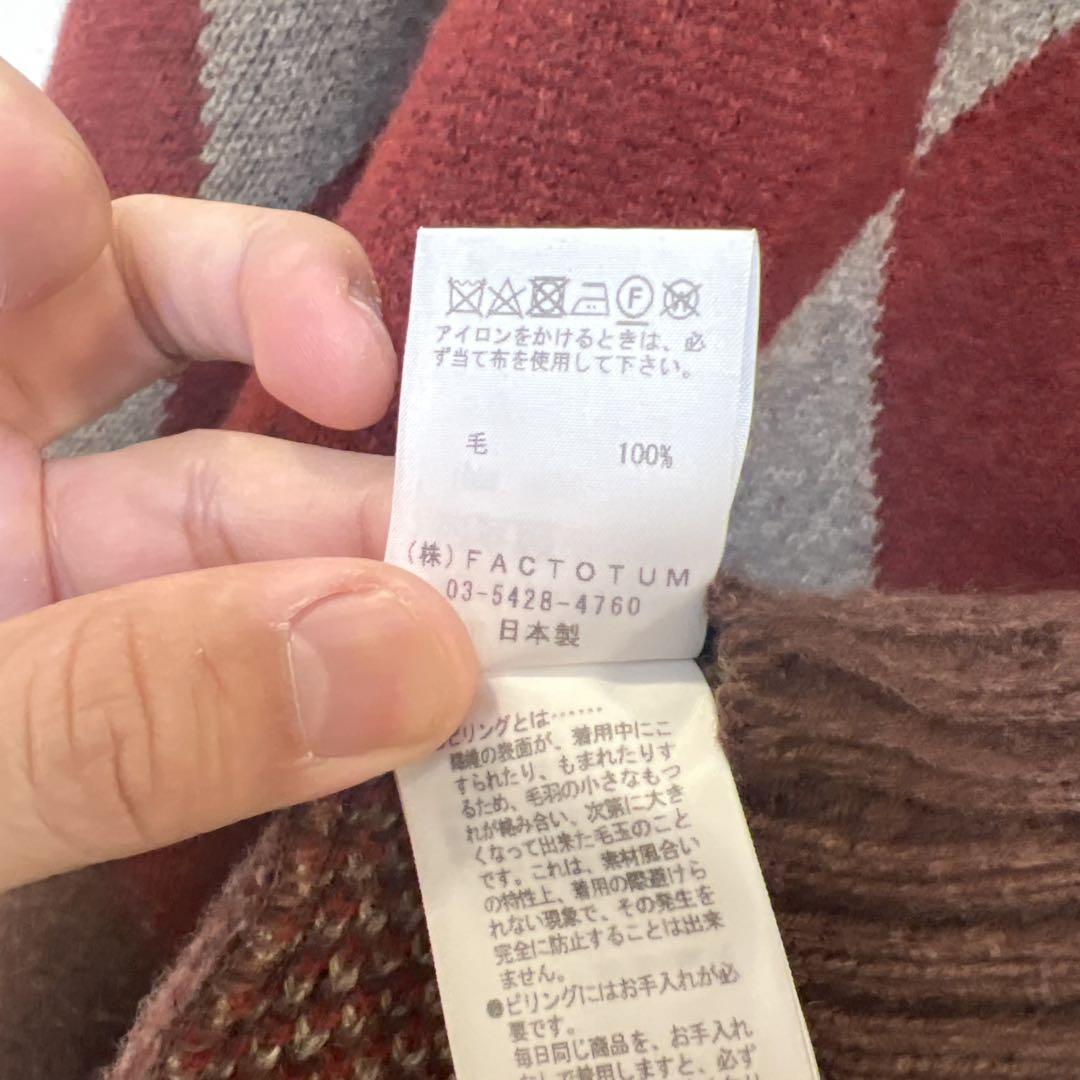 アイロンをかけるときは、必
ず当て布を使用して下さい。
毛 100%
(株)FACTOTUM
03-5428-4760
日本製
ピリングとは……
繊維の表面が、着用中にこ
すられたり、もまれたりす
るため、毛羽の小さなもつ
れが絡み合い、次第に大き
くなって出来た毛玉のこと
です。これは、素材風合い
の特性上、着用の際避けら
れない現象で、その発生を
完全に防止することは出来
ません。
●ピリングにはお手入れが必
要です。
毎日同じ商品を、お手入れ
なしで着用しますと、必ず